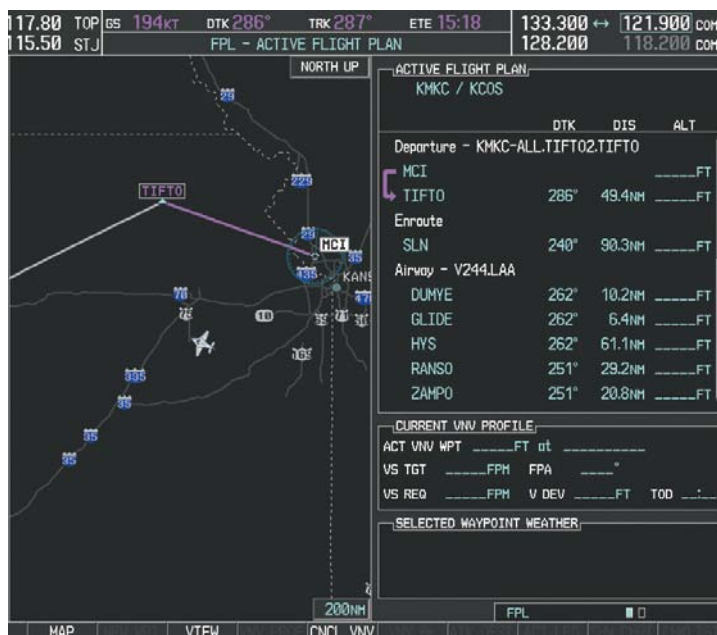 117.80 TOP GS 194KT DTK 286° TRK 287° ETE 15:18 133.300 ↔ 121.900 COM
115.50 STJ FPL - ACTIVE FLIGHT PLAN 128.200 118.200 COM
NORTH UP
29
229
TIFTO
29
MCI
35
435
KANS
70
18
169
335
35
35
35
200NM
ACTIVE FLIGHT PLAN
KMKC / KCOS
DTK DIS ALT
Departure - KMKC-ALL.TIFTO2.TIFTO
MCI _____FT
TIFTO 286° 49.4NM _____FT
Enroute
SLN 240° 90.3NM _____FT
Airway - V244.LAA
DUMYE 262° 10.2NM _____FT
GLIDE 262° 6.4NM _____FT
HYS 262° 61.1NM _____FT
RANSO 251° 29.2NM _____FT
ZAMPO 251° 20.8NM _____FT
CURRENT VNV PROFILE
ACT VNV WPT _____FT at __________
VS TGT _____FPM FPA ____°
VS REQ _____FPM V DEV _____FT TOD __:__
SELECTED WAYPOINT WEATHER
FPL
MAP VIEW CNCL VNV